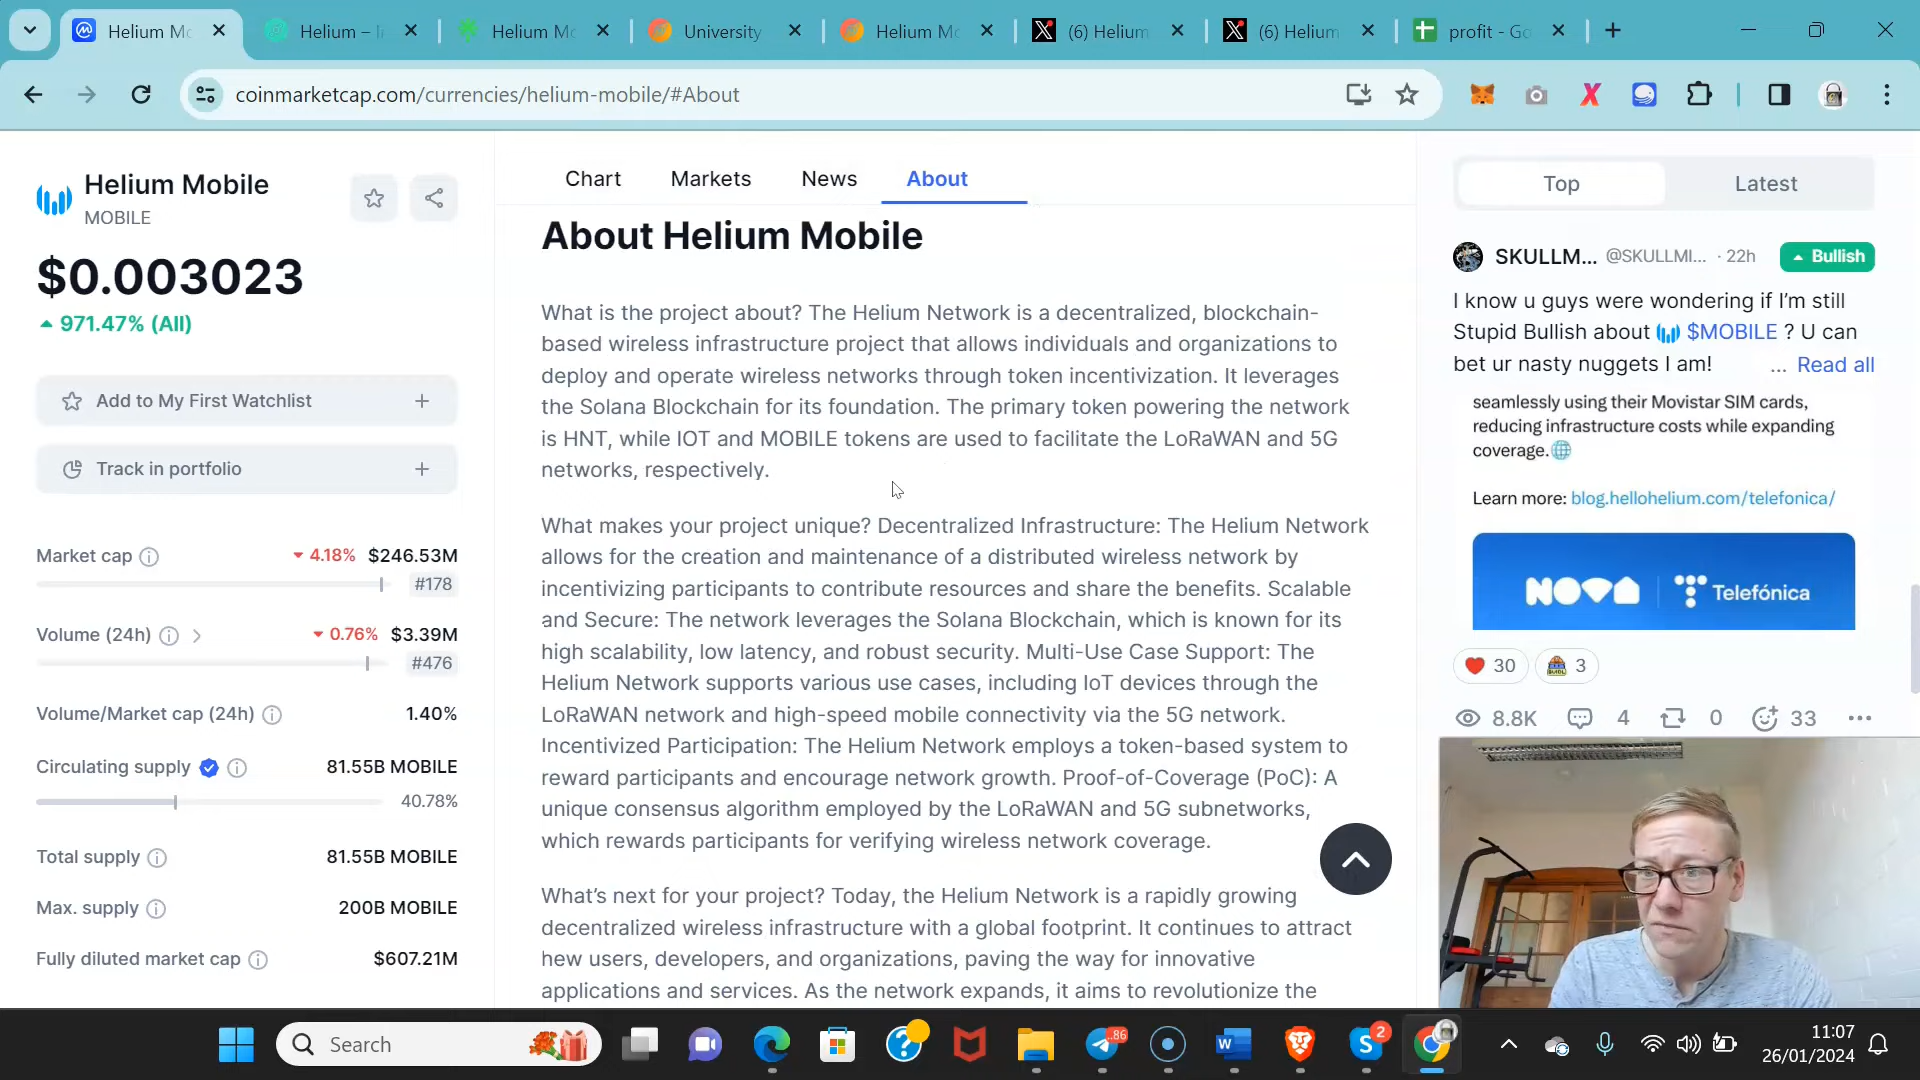 Helium Mo
Helium – I
Helium Mo
University
Helium Mo
(6) Helium
(6) Helium
profit - Go
coinmarketcap.com/currencies/helium-mobile/#About
Helium Mobile
MOBILE
$0.003023
971.47% (All)
Add to My First Watchlist
Track in portfolio
Market cap 4.18% $246.53M
#178
Volume (24h) 0.76% $3.39M
#476
Volume/Market cap (24h) 1.40%
Circulating supply 81.55B MOBILE
40.78%
Total supply 81.55B MOBILE
Max. supply 200B MOBILE
Fully diluted market cap $607.21M
Chart Markets News About
About Helium Mobile
What is the project about? The Helium Network is a decentralized, blockchain-
based wireless infrastructure project that allows individuals and organizations to
deploy and operate wireless networks through token incentivization. It leverages
the Solana Blockchain for its foundation. The primary token powering the network
is HNT, while IOT and MOBILE tokens are used to facilitate the LoRaWAN and 5G
networks, respectively.
What makes your project unique? Decentralized Infrastructure: The Helium Network
allows for the creation and maintenance of a distributed wireless network by
incentivizing participants to contribute resources and share the benefits. Scalable
and Secure: The network leverages the Solana Blockchain, which is known for its
high scalability, low latency, and robust security. Multi-Use Case Support: The
Helium Network supports various use cases, including IoT devices through the
LoRaWAN network and high-speed mobile connectivity via the 5G network.
Incentivized Participation: The Helium Network employs a token-based system to
reward participants and encourage network growth. Proof-of-Coverage (PoC): A
unique consensus algorithm employed by the LoRaWAN and 5G subnetworks,
which rewards participants for verifying wireless network coverage.
What's next for your project? Today, the Helium Network is a rapidly growing
decentralized wireless infrastructure with a global footprint. It continues to attract
new users, developers, and organizations, paving the way for innovative
applications and services. As the network expands, it aims to revolutionize the
Top Latest
SKULLM... @SKULLMI... · 22h Bullish
I know u guys were wondering if I'm still
Stupid Bullish about $MOBILE ? U can
bet ur nasty nuggets I am! ... Read all
seamlessly using their Movistar SIM cards,
reducing infrastructure costs while expanding
coverage.
Learn more: blog.hellohelium.com/telefonica/
NOVA Telefónica
30 3
8.8K 4 0 33
Search
86
2
11:07
26/01/2024